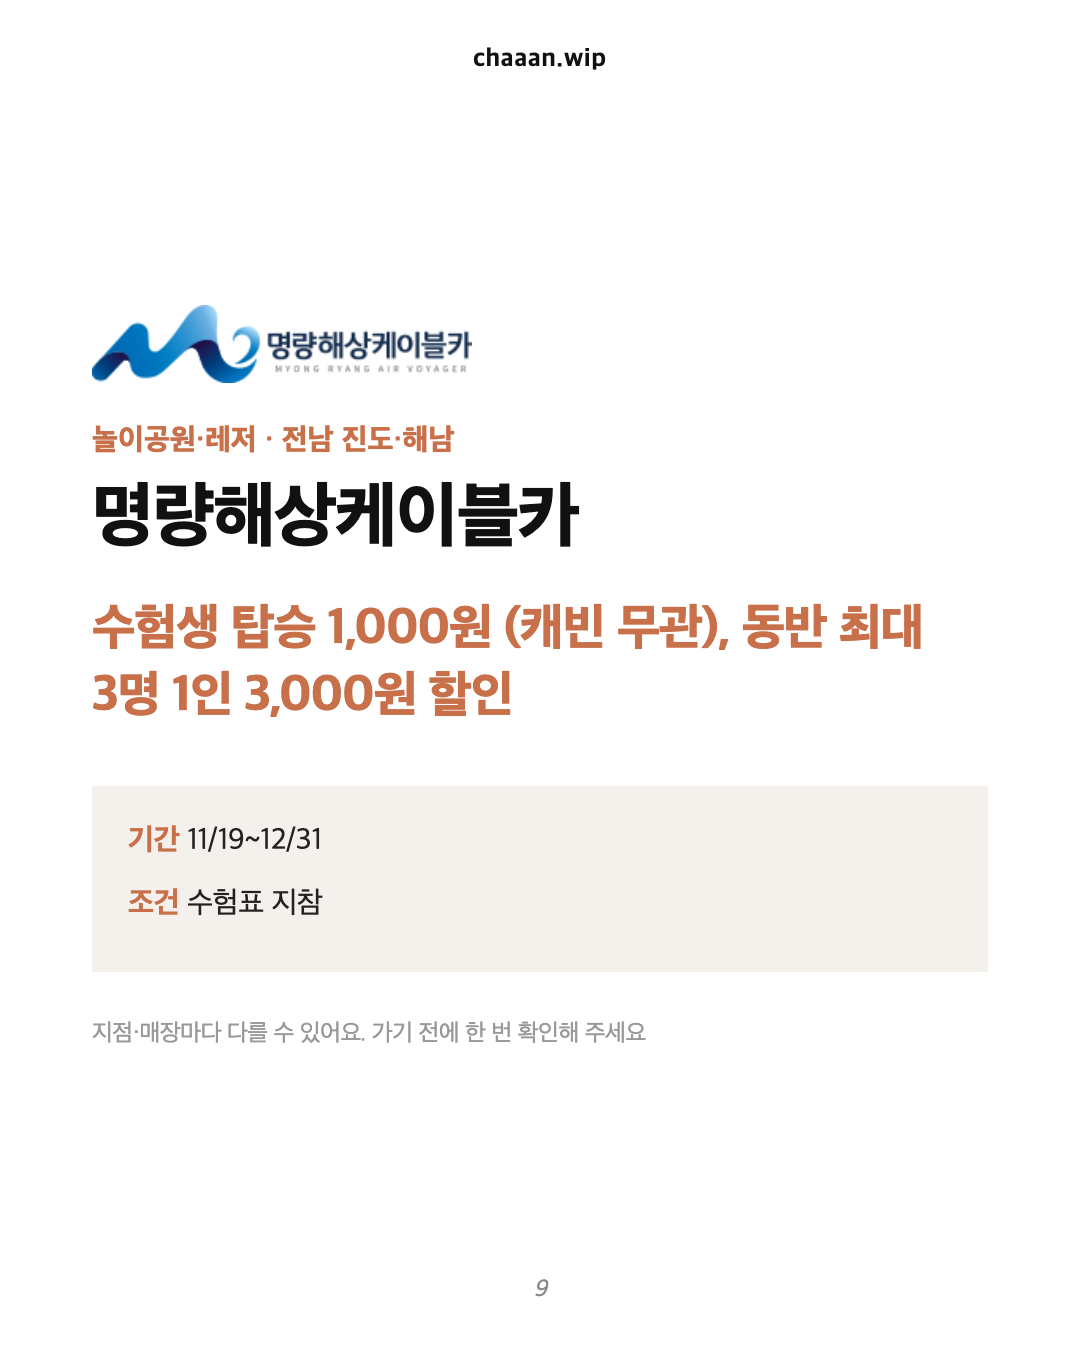 chaaan.wip
명량해상케이블카
MYONG RYANG AIR VOYAGER
놀이공원·레저 · 전남 진도·해남
명량해상케이블카
수험생 탑승 1,000원 (캐빈 무관), 동반 최대
3명 1인 3,000원 할인
기간 11/19~12/31
조건 수험표 지참
지점·매장마다 다를 수 있어요. 가기 전에 한 번 확인해 주세요
9